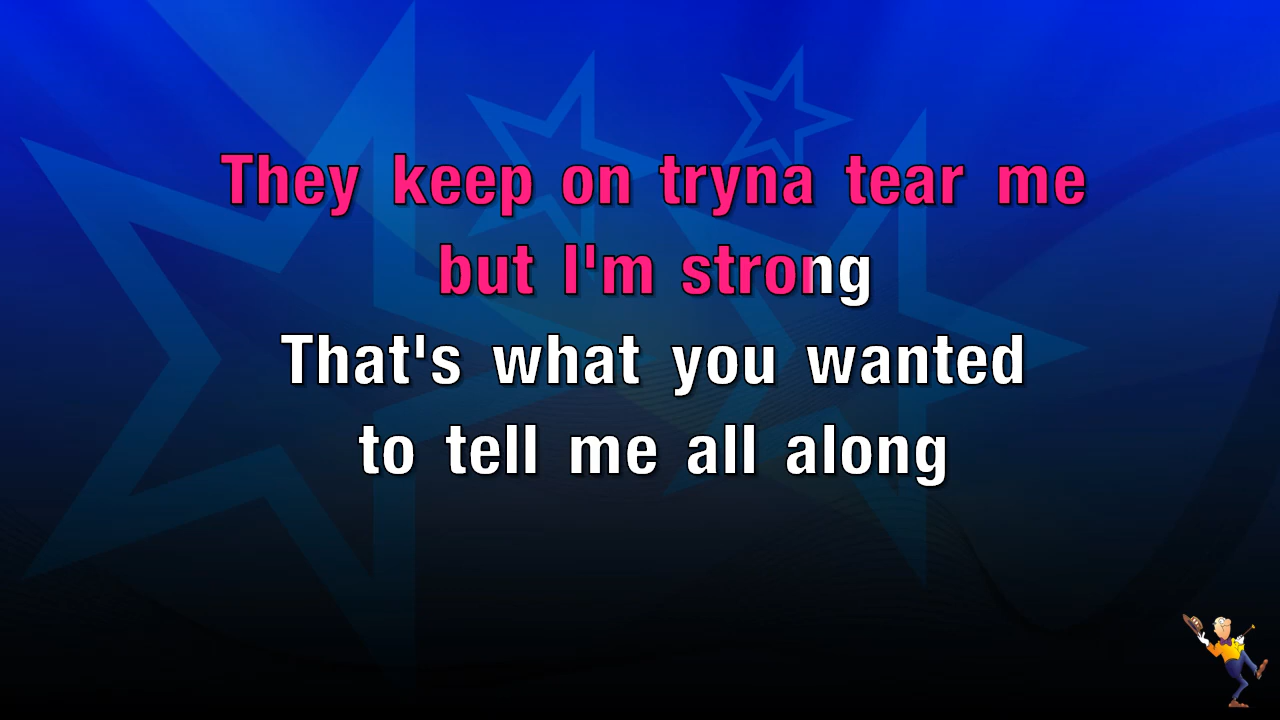 They keep on tryna tear me
but I'm strong
That's what you wanted
to tell me all along